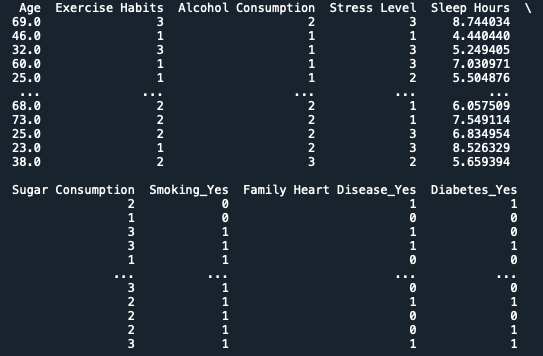 Age Exercise Habits Alcohol Consumption Stress Level Sleep Hours \
69.0 3 2 3 8.744034
46.0 1 1 1 4.440440
32.0 3 1 3 5.249405
60.0 1 1 3 7.030971
25.0 1 1 2 5.504876
... ... ... ... ...
68.0 2 2 1 6.057509
73.0 2 2 1 7.549114
25.0 2 2 3 6.834954
23.0 1 2 3 8.526329
38.0 2 3 2 5.659394
Sugar Consumption Smoking_Yes Family Heart Disease_Yes Diabetes_Yes
2 0 1 1
1 0 1 0
3 1 1 0
3 1 1 1
1 1 0 0
... ... ... ...
3 1 0 0
2 1 1 1
2 1 0 0
2 1 0 1
3 1 1 1